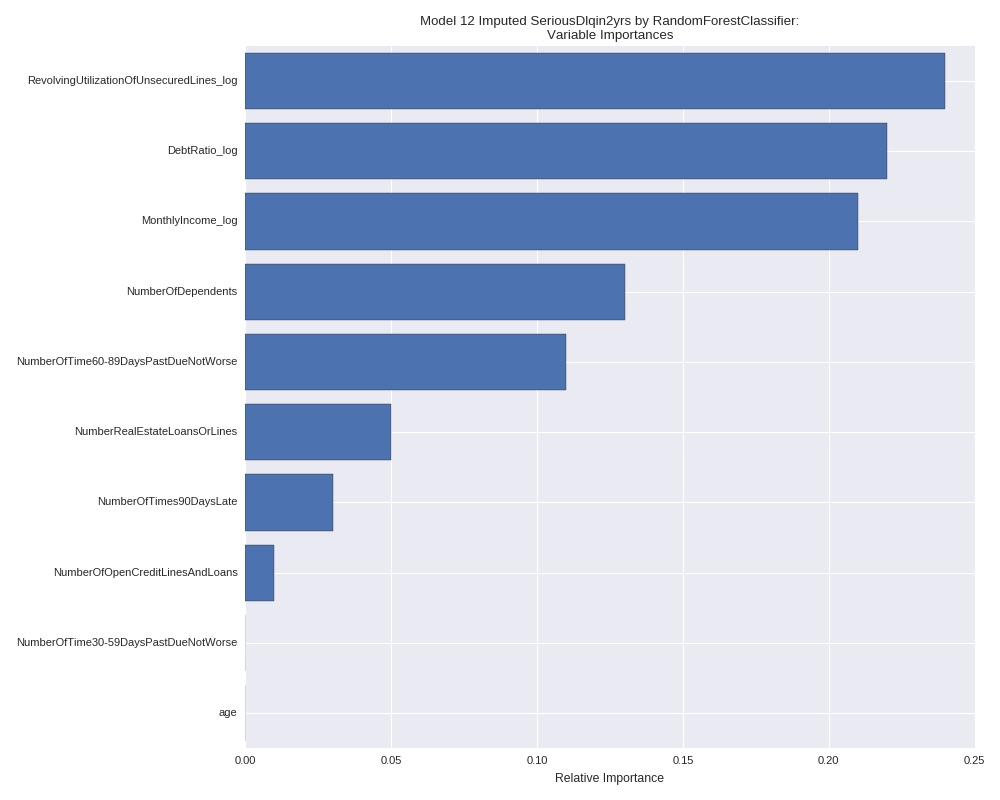 Model 12 Imputed SeriousDlqin2yrs by RandomForestClassifier:
Variable Importances
RevolvingUtilizationOfUnsecuredLines_log
DebtRatio_log
MonthlyIncome_log
NumberOfDependents
NumberOfTime60-89DaysPastDueNotWorse
NumberRealEstateLoansOrLines
NumberOfTimes90DaysLate
NumberOfOpenCreditLinesAndLoans
NumberOfTime30-59DaysPastDueNotWorse
age
0.00 0.05 0.10 0.15 0.20 0.25
Relative Importance